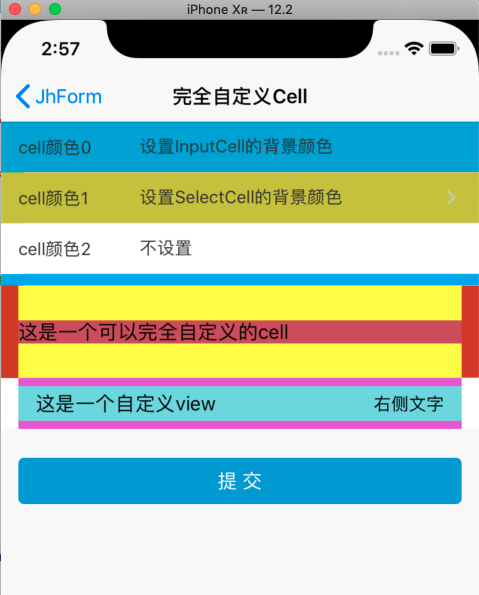 iPhone Xʀ — 12.2
2:57
JhForm 完全自定义Cell
cell颜色0 设置InputCell的背景颜色
cell颜色1 设置SelectCell的背景颜色
cell颜色2 不设置
这是一个可以完全自定义的cell
这是一个自定义view 右侧文字
提 交